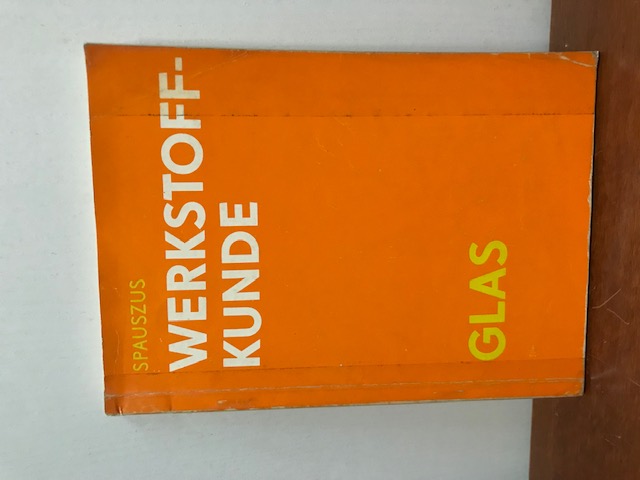 SPAUSZUS
WERKSTOFF-
KUNDE
GLAS